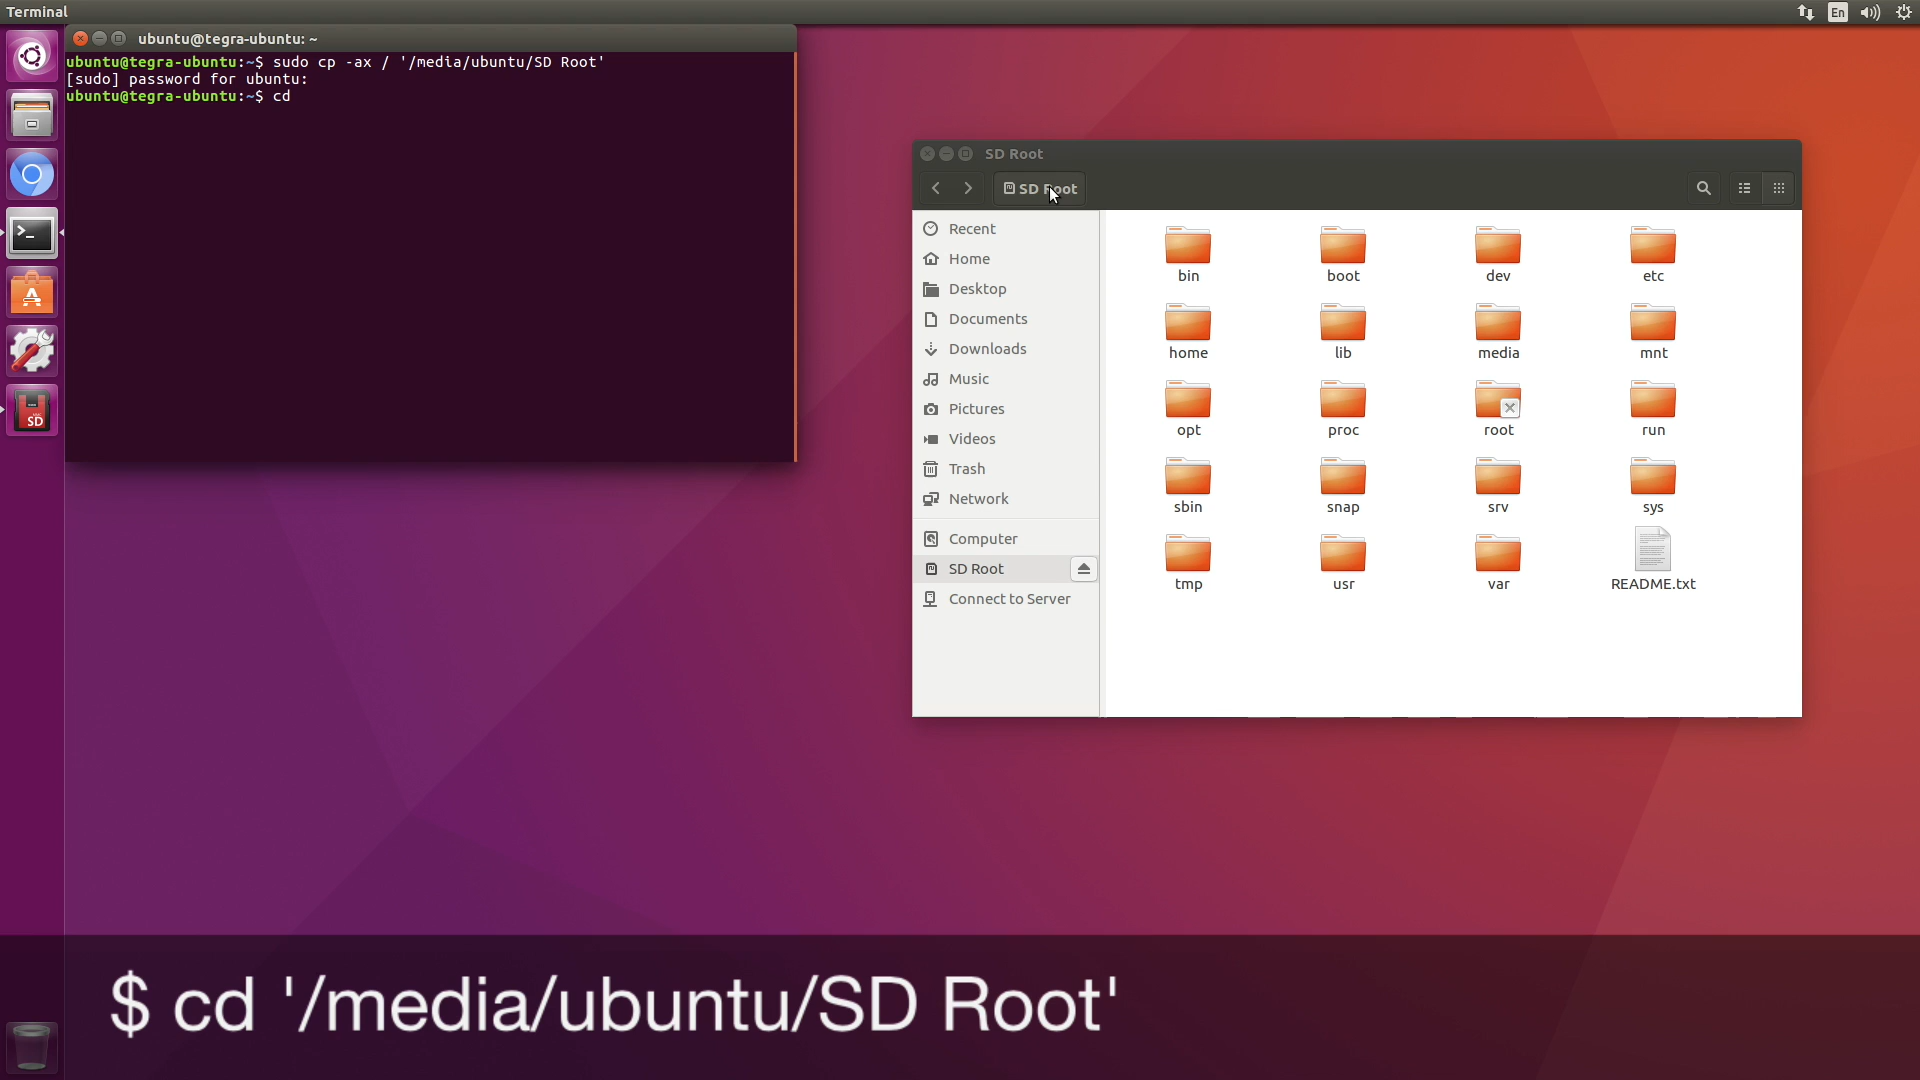 Terminal
En
ubuntu@tegra-ubuntu: ~
ubuntu@tegra-ubuntu:~$ sudo cp -ax / '/media/ubuntu/SD Root'
[sudo] password for ubuntu:
ubuntu@tegra-ubuntu:~$ cd
SD
SD Root
SD Root
Recent
Home
Desktop
Documents
Downloads
Music
Pictures
Videos
Trash
Network
Computer
SD Root
Connect to Server
bin
boot
dev
etc
home
lib
media
mnt
opt
proc
root
run
sbin
snap
srv
sys
tmp
usr
var
README.txt
$ cd '/media/ubuntu/SD Root'